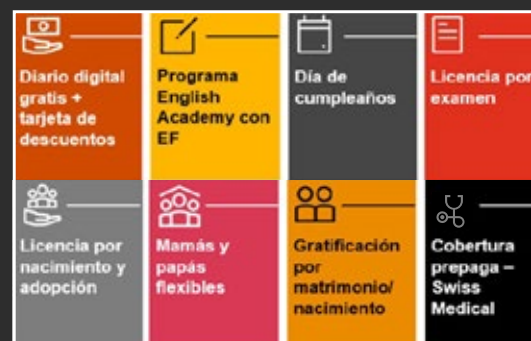 Diario digital
gratis +
tarjeta de
descuentos
Programa
English
Academy con
EF
Día de
cumpleaños
Licencia por
examen
Licencia por
nacimiento y
adopción
Mamás y
papás
flexibles
Gratificación
por
matrimonio/
nacimiento
Cobertura
prepaga –
Swiss
Medical